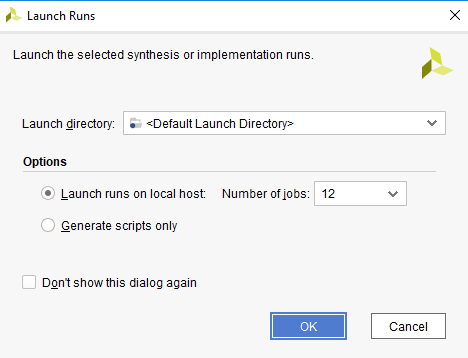 Launch Runs
Launch the selected synthesis or implementation runs.
Launch directory: <Default Launch Directory>
Options
Launch runs on local host: Number of jobs: 12
Generate scripts only
Don't show this dialog again
OK Cancel